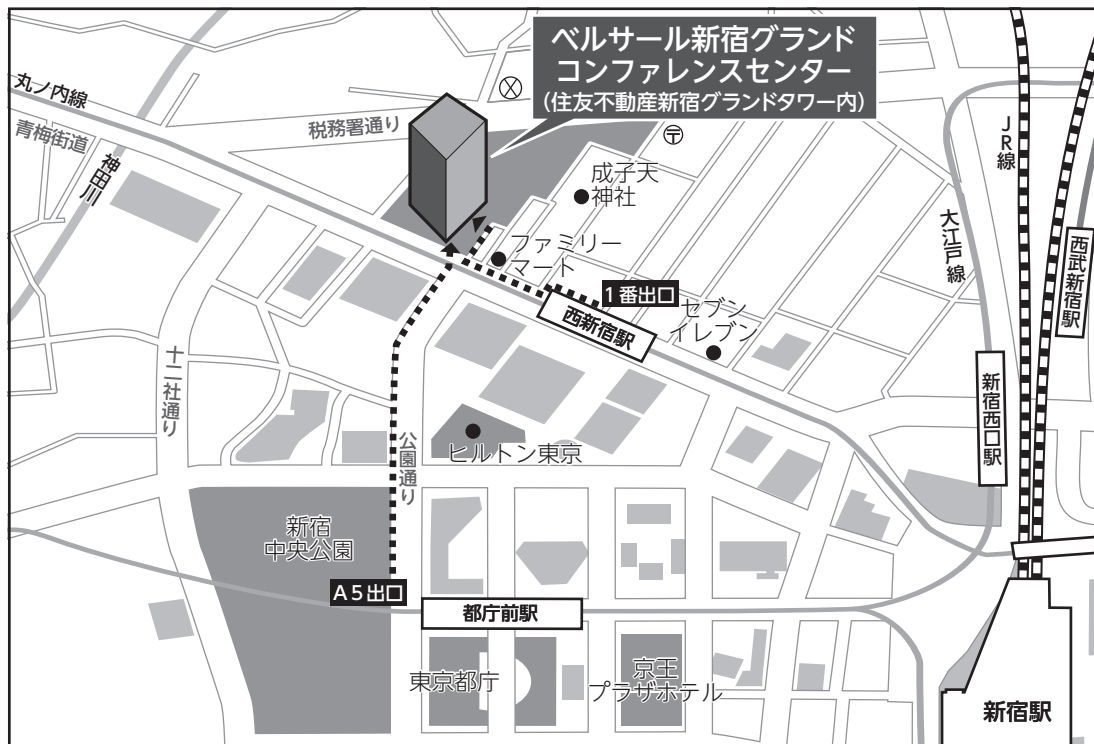 ベルサール新宿グランド
コンファレンスセンター
(住友不動産新宿グランドタワー内)
丸ノ内線
青梅街道
神田川
税務署通り
〒
成子天
神社
ファミリー
マート
1番出口
西新宿駅
セブン
イレブン
JR線
大江戸線
西武新宿駅
新宿西口駅
十二社通り
公園通り
ヒルトン東京
新宿
中央公園
A5出口
都庁前駅
東京都庁
京王
プラザホテル
新宿駅